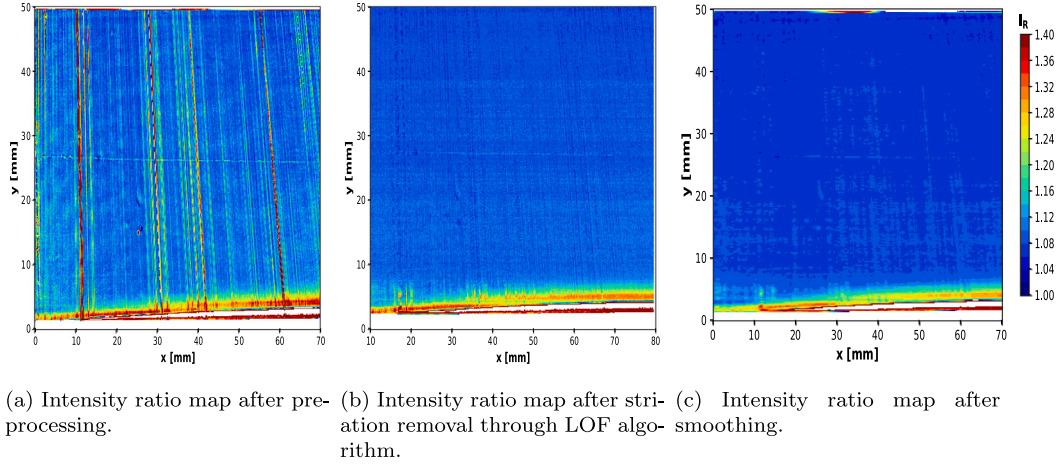 50
40
30
20
10
0
y [mm]
0 10 20 30 40 50 60 70
x [mm]
50
40
30
20
10
0
y [mm]
10 20 30 40 50 60 70 80
x [mm]
50
40
30
20
10
0
y [mm]
0 10 20 30 40 50 60 70
x [mm]
I_R
1.40
1.36
1.32
1.28
1.24
1.20
1.16
1.12
1.08
1.04
1.00
(a) Intensity ratio map after pre-
processing.
(b) Intensity ratio map after stri-
ation removal through LOF algo-
rithm.
(c) Intensity ratio map after
smoothing.